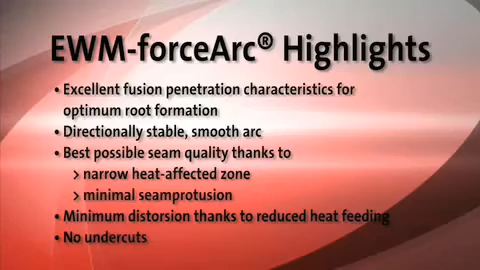 EWM-forceArc® Highlights
• Excellent fusion penetration characteristics for
optimum root formation
• Directionally stable, smooth arc
• Best possible seam quality thanks to
> narrow heat-affected zone
> minimal seamprotusion
• Minimum distorsion thanks to reduced heat feeding
• No undercuts